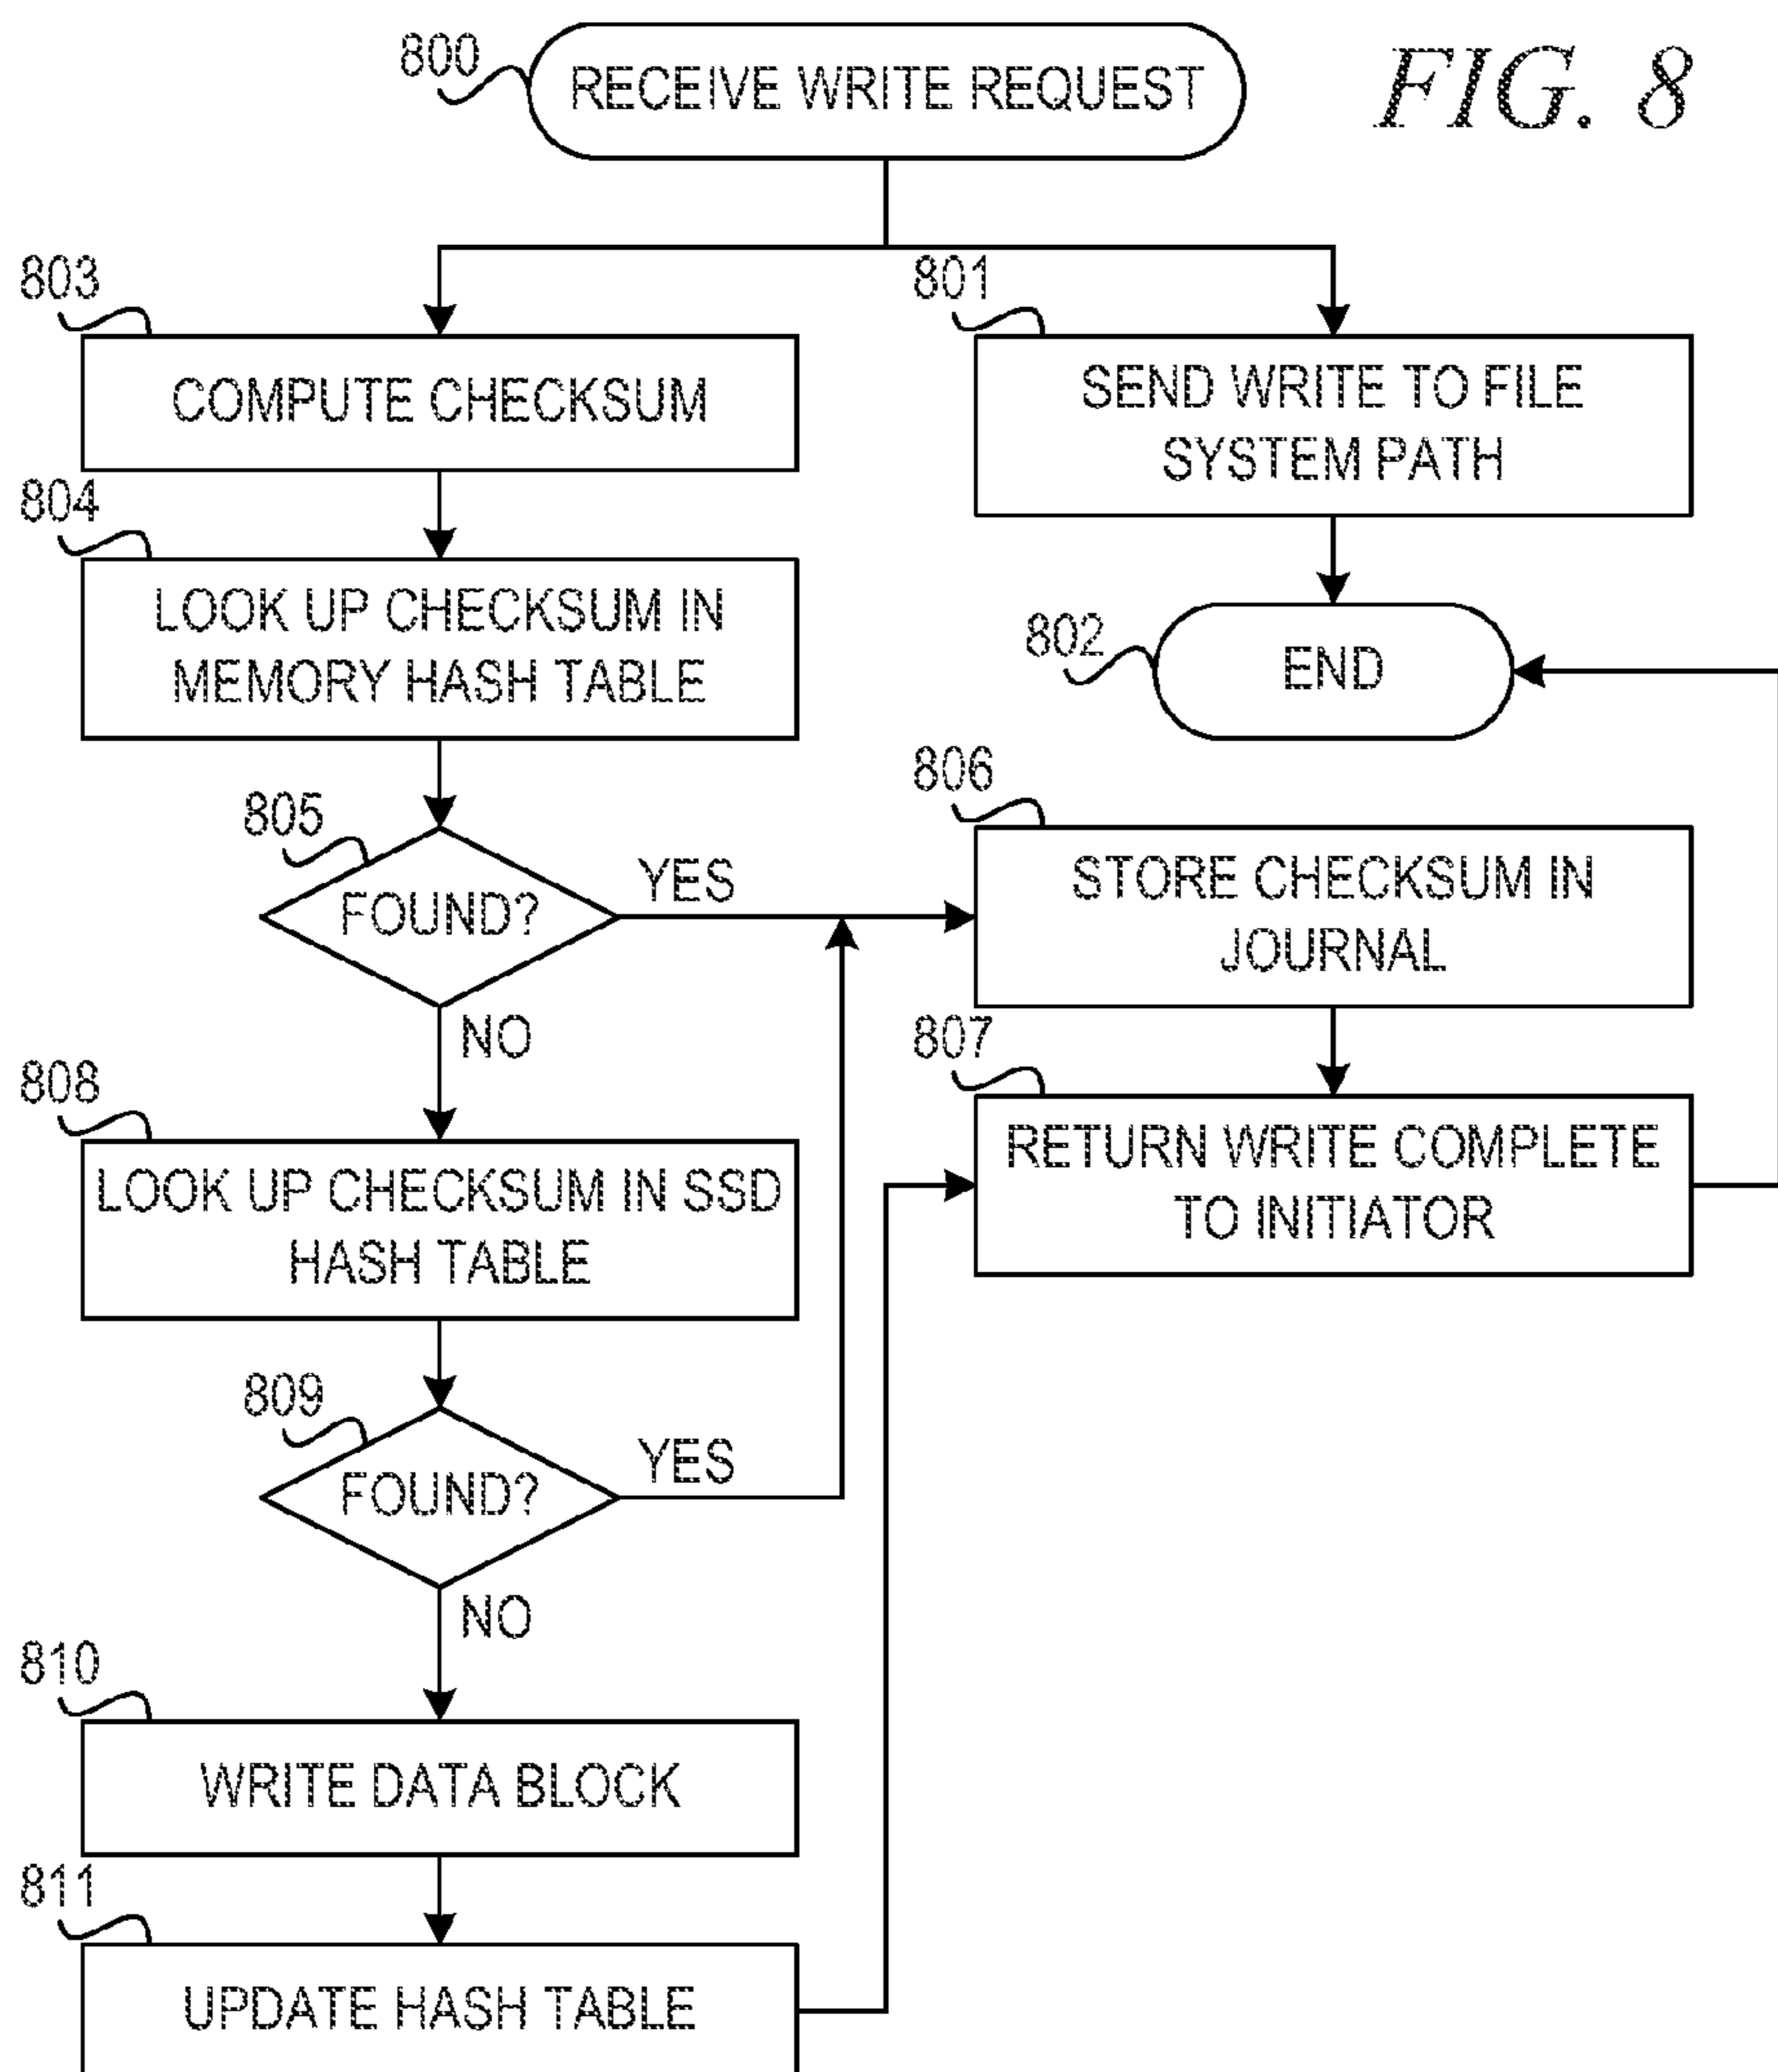 800
RECEIVE WRITE REQUEST
FIG. 8
803
COMPUTE CHECKSUM
801
SEND WRITE TO FILE
SYSTEM PATH
804
LOOK UP CHECKSUM IN
MEMORY HASH TABLE
802
END
805
FOUND?
YES
NO
806
STORE CHECKSUM IN
JOURNAL
807
RETURN WRITE COMPLETE
TO INITIATOR
808
LOOK UP CHECKSUM IN SSD
HASH TABLE
809
FOUND?
YES
NO
810
WRITE DATA BLOCK
811
UPDATE HASH TABLE